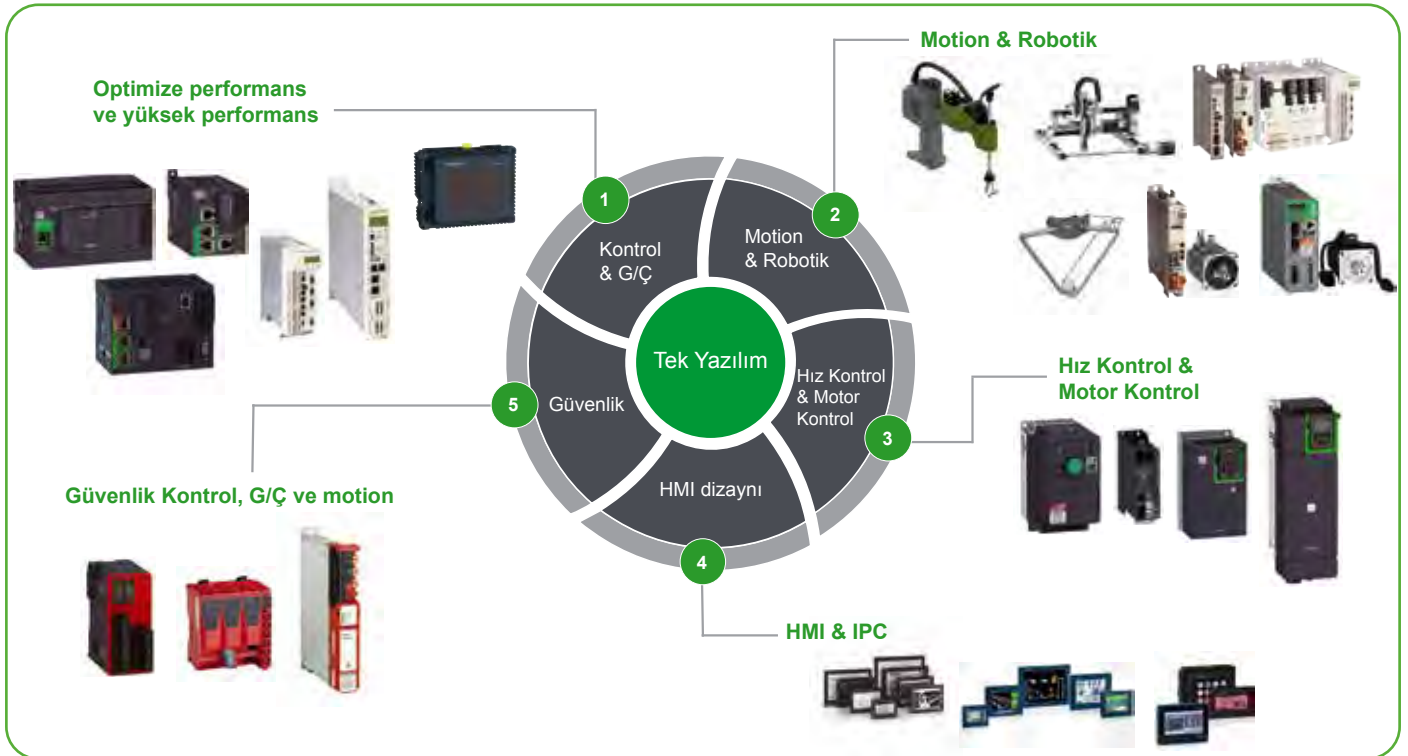 Optimize performans
ve yüksek performans
Motion & Robotik
1
Kontrol
& G/Ç
2
Motion
& Robotik
Tek Yazılım
Hız Kontrol
& Motor
Kontrol
3
Hız Kontrol &
Motor Kontrol
5
Güvenlik
HMI dizaynı
4
Güvenlik Kontrol, G/Ç ve motion
HMI & IPC